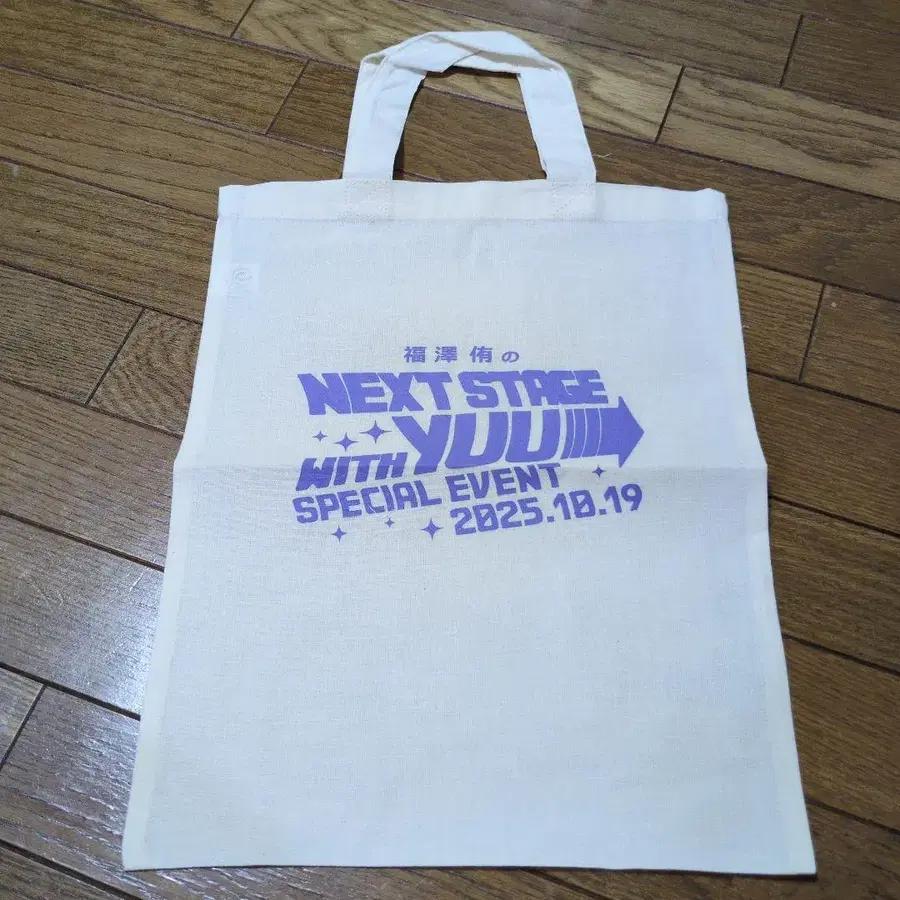 福澤 侑の
NEXT STAGE
WITH YUU
SPECIAL EVENT
2025.10.19